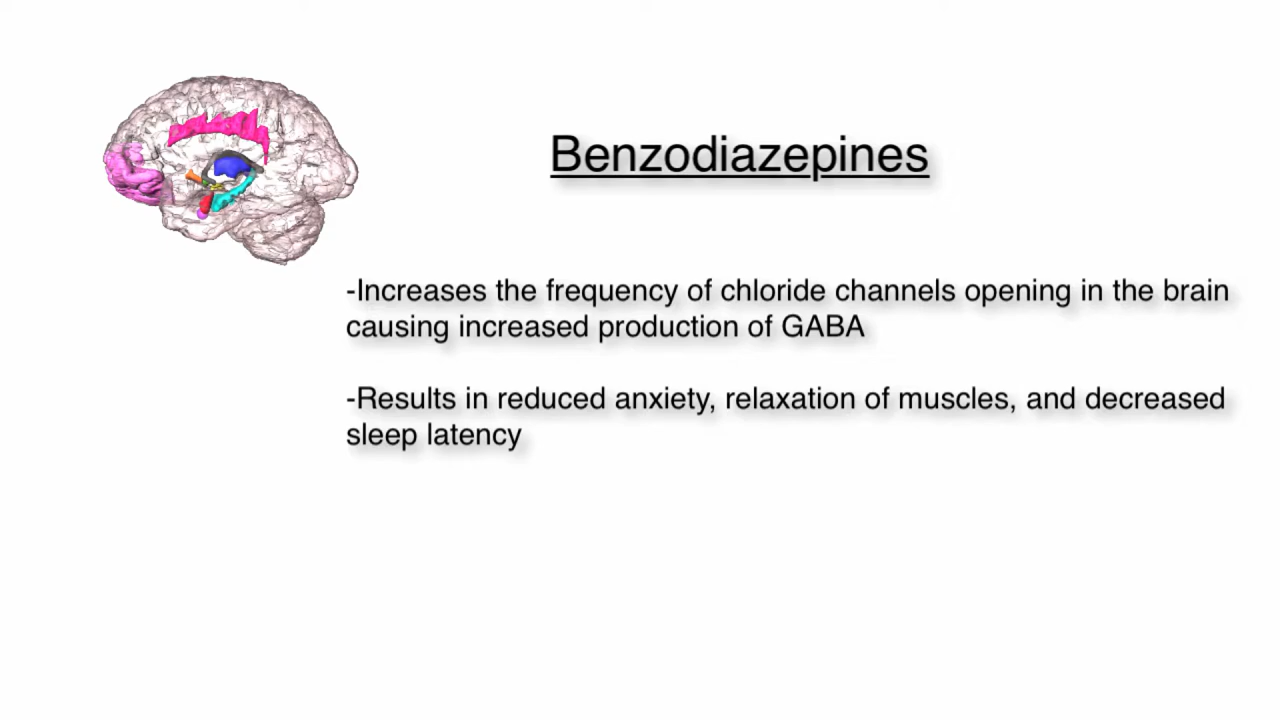 Benzodiazepines
-Increases the frequency of chloride channels opening in the brain
causing increased production of GABA
-Results in reduced anxiety, relaxation of muscles, and decreased
sleep latency